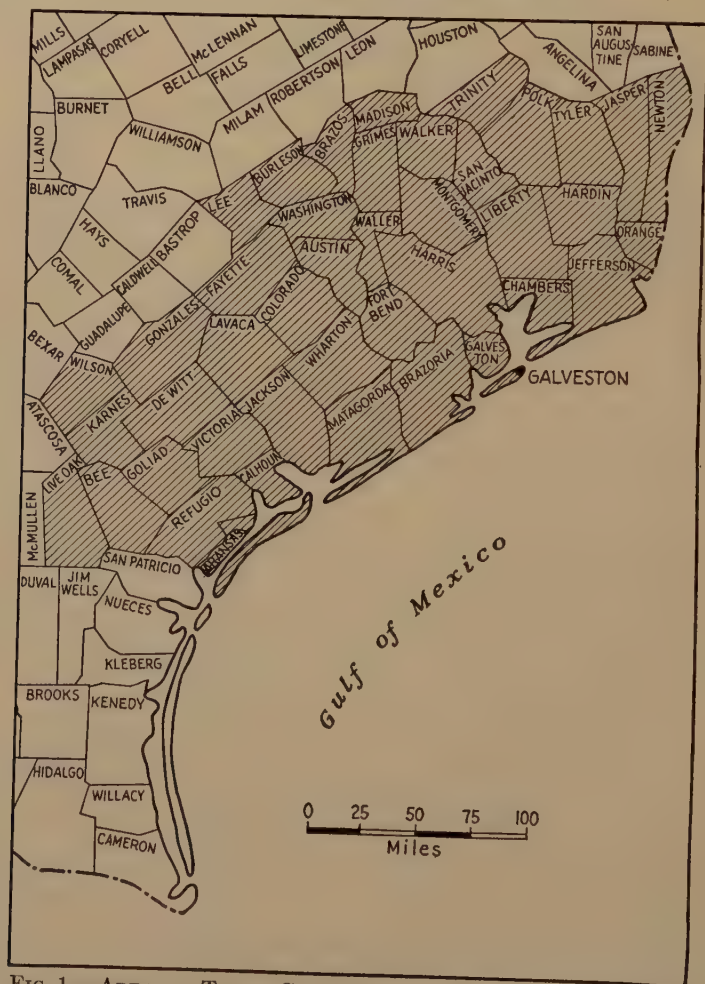 MILLS
LAMPASAS
CORYELL
McLENNAN
LIMESTONE
LEON
HOUSTON
ANGELINA
SAN
AUGUS
TINE
SABINE
BURNET
BELL
FALLS
ROBERTSON
MADISON
TRINITY
POLK
TYLER
JASPER
NEWTON
LLANO
WILLIAMSON
MILAM
BRAZOS
GRIMES
WALKER
BURLESON
SAN
JACINTO
BLANCO
TRAVIS
LEE
WASHINGTON
MONTGOMERY
LIBERTY
HARDIN
HAYS
BASTROP
WALLER
ORANGE
COMAL
CALDWELL
FAYETTE
AUSTIN
HARRIS
JEFFERSON
GUADALUPE
COLORADO
FORT
BEND
CHAMBERS
BEXAR
WILSON
GONZALES
LAVACA
WHARTON
GALVES
TON
GALVESTON
ATASCOSA
KARNES
DE WITT
JACKSON
MATAGORDA
BRAZORIA
LIVE OAK
BEE
GOLIAD
VICTORIA
CALHOUN
McMULLEN
REFUGIO
ARANSAS
SAN PATRICIO
DUVAL
JIM
WELLS
NUECES
KLEBERG
BROOKS
KENEDY
HIDALGO
WILLACY
CAMERON
Gulf of Mexico
0 25 50 75 100
Miles
FIG. 1.